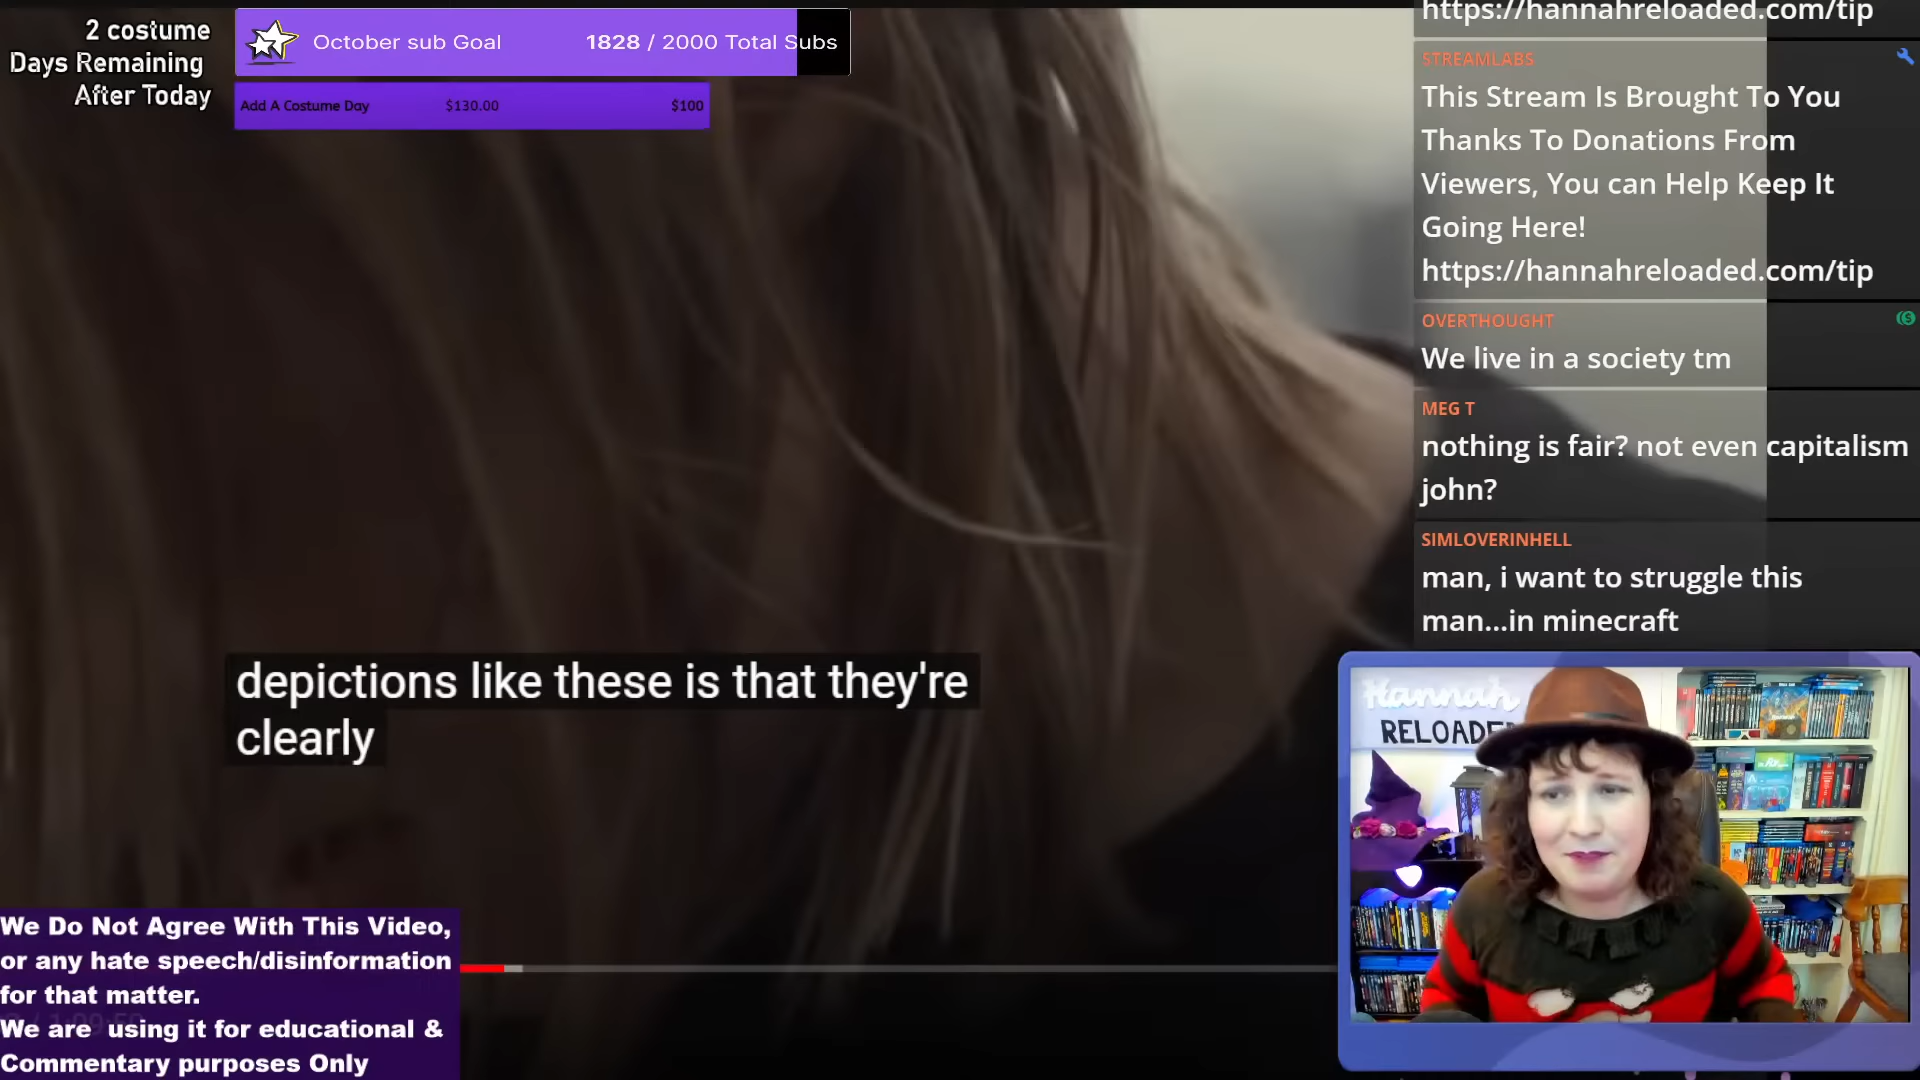 2 costume
Days Remaining
After Today
October sub Goal 1828 / 2000 Total Subs
Add A Costume Day $130.00 $100
https://hannahreloaded.com/tip
STREAMLABS
This Stream Is Brought To You
Thanks To Donations From
Viewers, You can Help Keep It
Going Here!
https://hannahreloaded.com/tip
OVERTHOUGHT
We live in a society tm
MEG T
nothing is fair? not even capitalism
john?
SIMLOVERINHELL
man, i want to struggle this
man...in minecraft
depictions like these is that they're
clearly
Hannah
RELOADED
We Do Not Agree With This Video,
or any hate speech/disinformation
for that matter.
We are using it for educational &
Commentary purposes Only